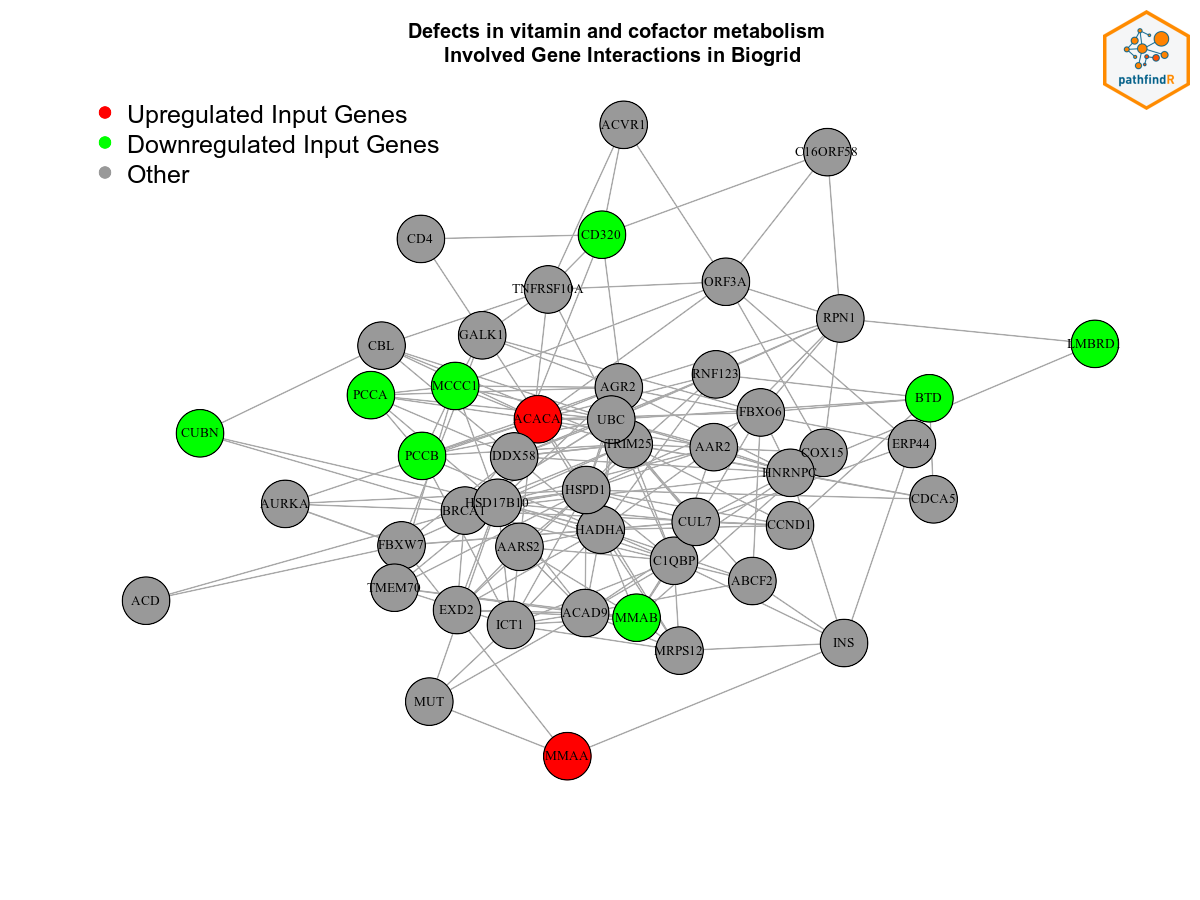 Defects in vitamin and cofactor metabolism
Involved Gene Interactions in Biogrid
pathfindR
Upregulated Input Genes
Downregulated Input Genes
Other
ACVR1
C16ORF58
CD320
CD4
TNFRSF10A
ORF3A
RPN1
GALK1
CBL
LMBRD1
RNF123
MCCC1
AGR2
PCCA
BTD
FBXO6
ACACA
UBC
CUBN
TRIM25
AAR2
ERP44
COX15
PCCB
DDX58
HNRNPC
HSPD1
CDCA5
AURKA
HSD17B10
BRCA1
CUL7
CCND1
HADHA
FBXW7
AARS2
C1QBP
ABCF2
TMEM70
ACD
EXD2
ACAD9
MMAB
ICT1
INS
MRPS12
MUT
MMAA